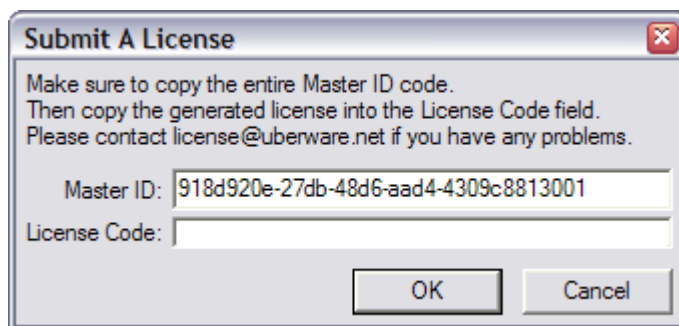 Submit A License
Make sure to copy the entire Master ID code.
Then copy the generated license into the License Code field.
Please contact license@uberware.net if you have any problems.
Master ID: 918d920e-27db-48d6-aad4-4309c8813001
License Code:
OK Cancel